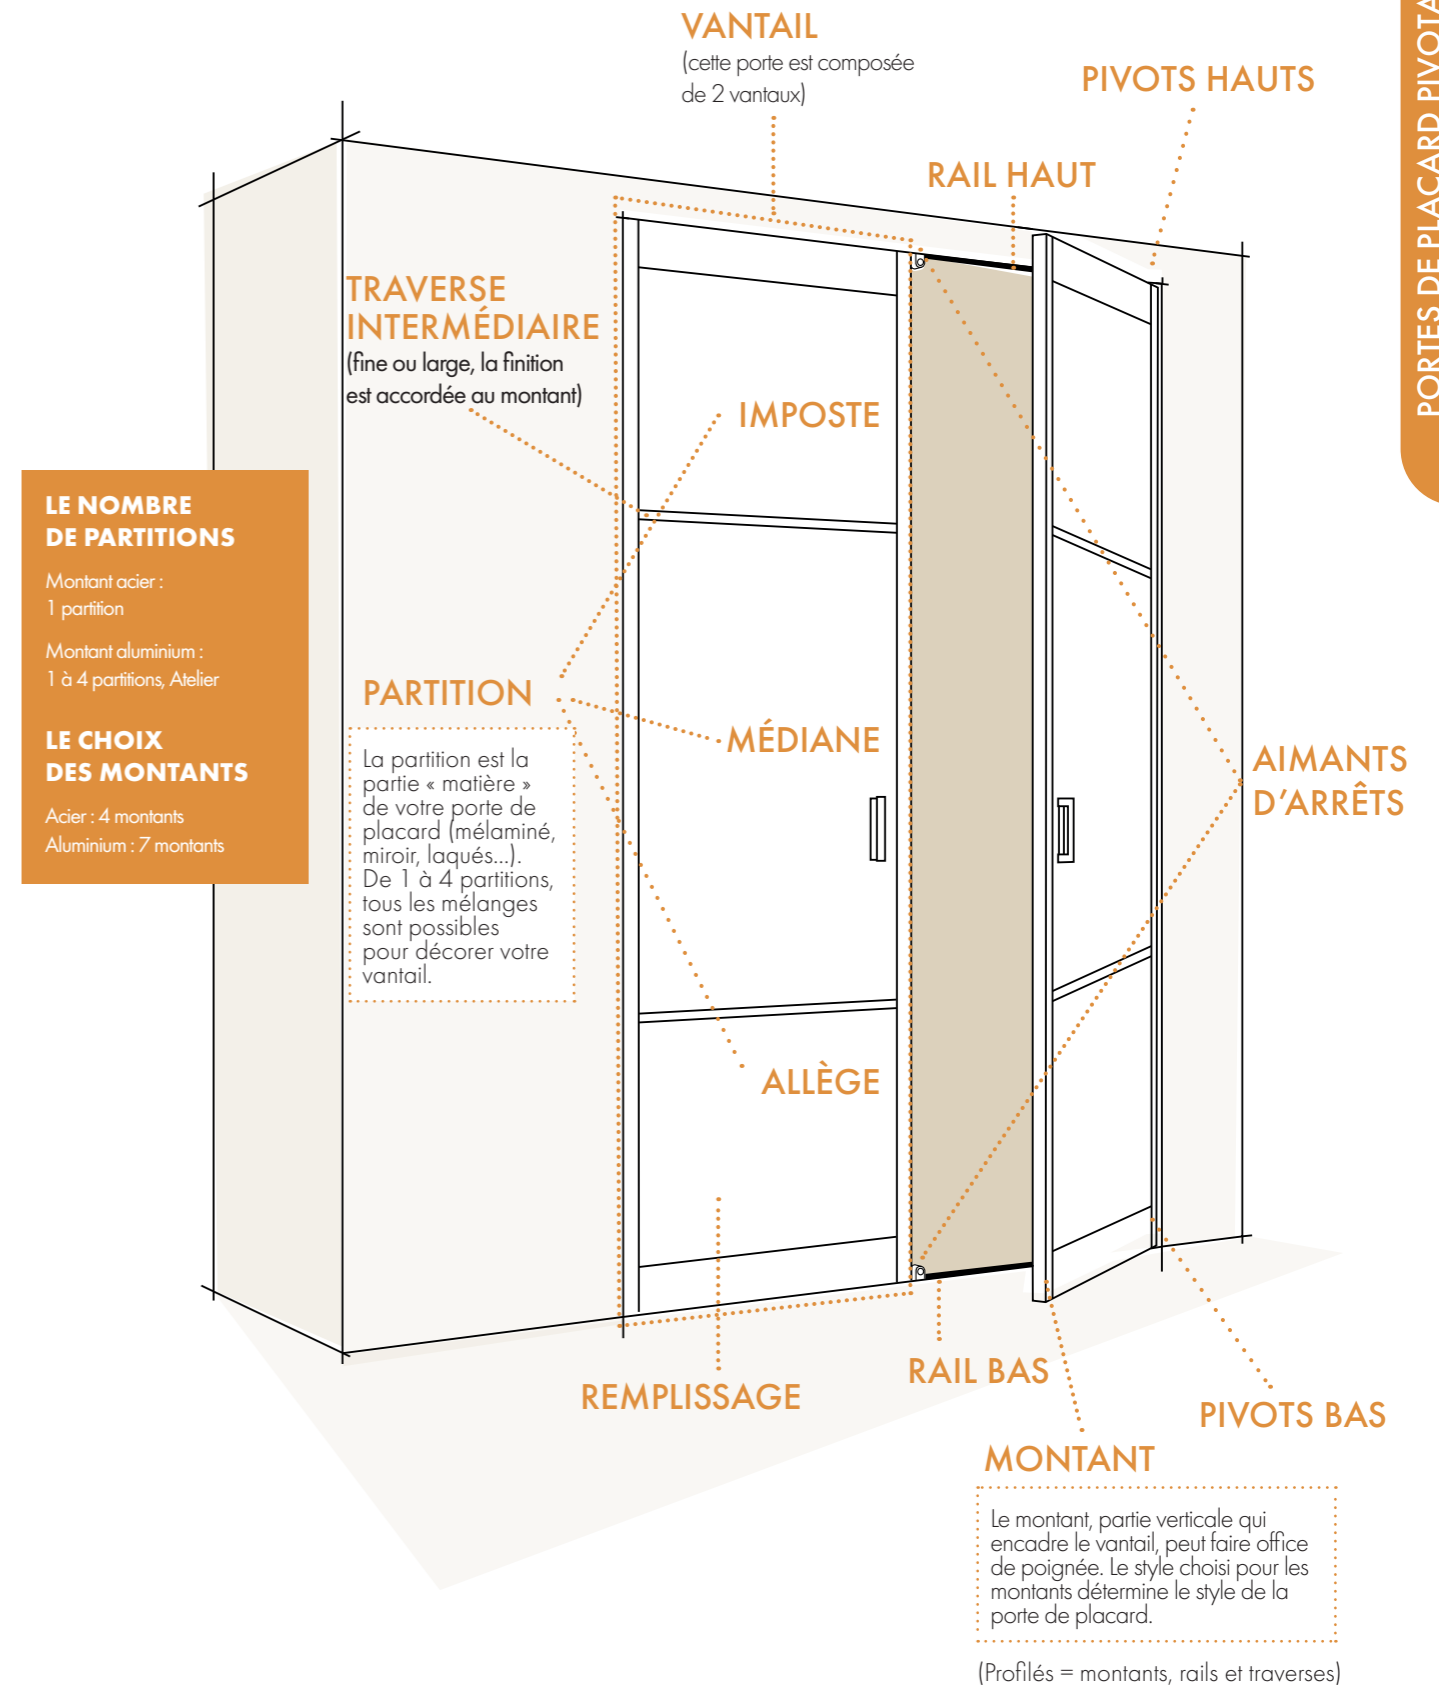 VANTAIL
(cette porte est composée
de 2 vantaux)
PIVOTS HAUTS
RAIL HAUT
PORTES DE PLACARD
TRAVERSE
INTERMÉDIAIRE
(fine ou large, la finition
est accordée au montant)
IMPOSTE
LE NOMBRE
DE PARTITIONS
Montant acier :
1 partition
Montant aluminium :
1 à 4 partitions, Atelier
LE CHOIX
DES MONTANTS
Acier : 4 montants
Aluminium : 7 montants
PARTITION
La partition est la
partie « matière »
de votre porte de
placard (mélaminé,
miroir, laqués...).
De 1 à 4 partitions,
tous les mélanges
sont possibles
pour décorer votre
vantail.
MÉDIANE
AIMANTS
D’ARRÊTS
ALLÈGE
REMPLISSAGE
RAIL BAS
PIVOTS BAS
MONTANT
Le montant, partie verticale qui
encadre le vantail, peut faire office
de poignée. Le style choisi pour les
montants détermine le style de la
porte de placard.
(Profilés = montants, rails et traverses)